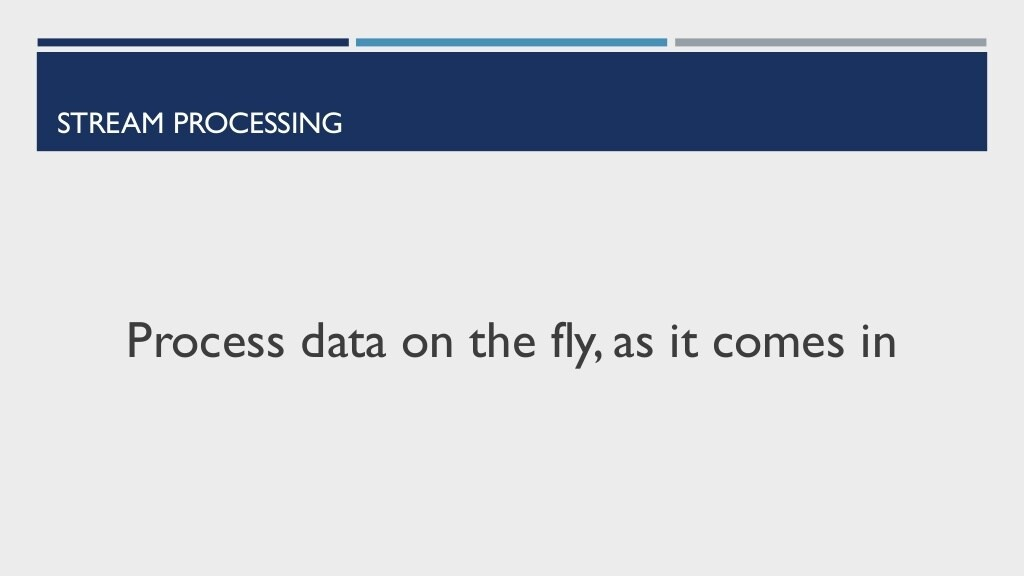 STREAM PROCESSING
Process data on the fly, as it comes in